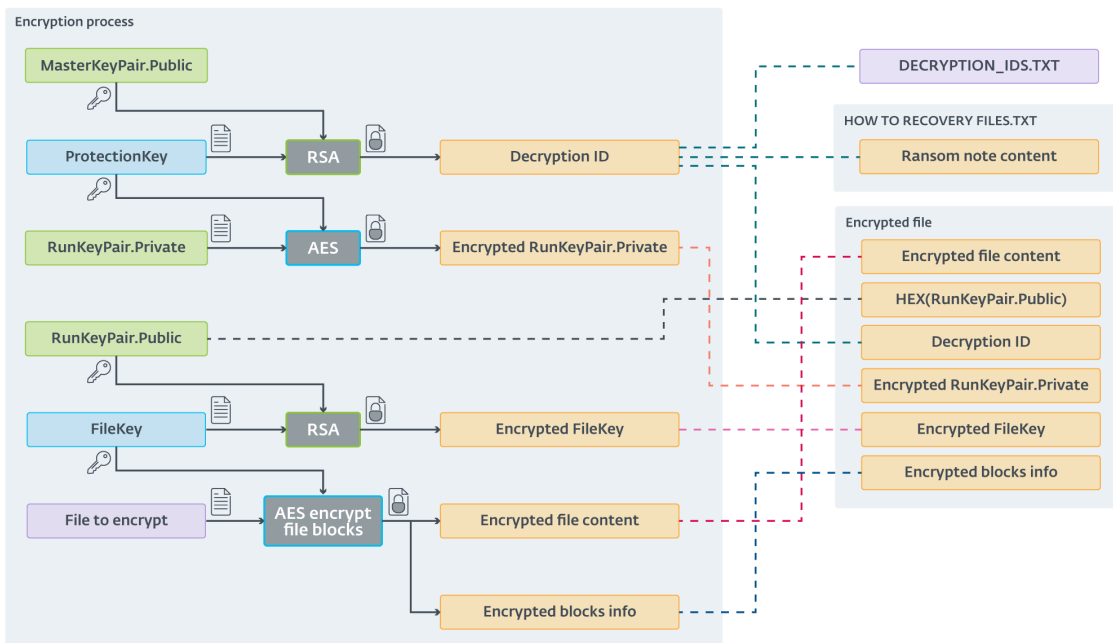 Encryption process
MasterKeyPair.Public
ProtectionKey
RSA
Decryption ID
RunKeyPair.Private
AES
Encrypted RunKeyPair.Private
RunKeyPair.Public
FileKey
RSA
Encrypted FileKey
File to encrypt
AES encrypt
file blocks
Encrypted file content
Encrypted blocks info
DECRYPTION_IDS.TXT
HOW TO RECOVERY FILES.TXT
Ransom note content
Encrypted file
Encrypted file content
HEX(RunKeyPair.Public)
Decryption ID
Encrypted RunKeyPair.Private
Encrypted FileKey
Encrypted blocks info